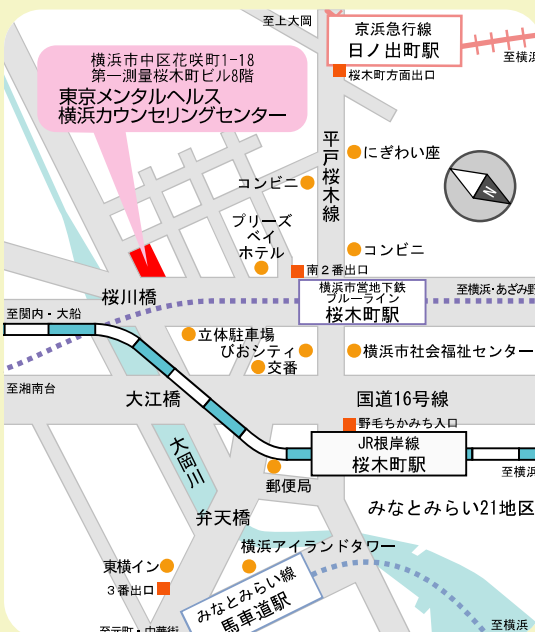 至上大岡
京浜急行線
日ノ出町駅
至横浜
桜木町方面出口
横浜市中区花咲町1-18
第一測量桜木町ビル8階
東京メンタルヘルス
横浜カウンセリングセンター
平戸桜木線
にぎわい座
コンビニ
N
プリーズ
ベイ
ホテル
コンビニ
南2番出口
桜川橋
横浜市営地下鉄
ブルーライン
桜木町駅
至横浜・あざみ野
至関内・大船
立体駐車場
ぴおシティ
横浜市社会福祉センター
交番
至湘南台
大江橋
国道16号線
野毛ちかみち入口
JR根岸線
桜木町駅
至横浜
大岡川
郵便局
みなとみらい21地区
弁天橋
横浜アイランドタワー
東横イン
3番出口
みなとみらい線
馬車道駅
至元町・中華街
至横浜